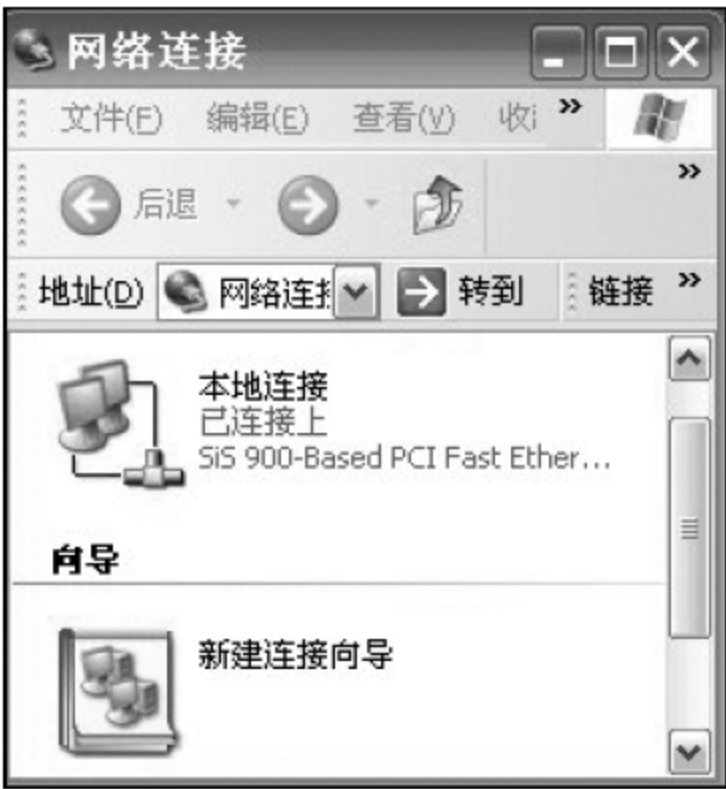 网络连接
文件(F) 编辑(E) 查看(V) 收 »
后退 »
地址(D) 网络连接 转到 链接 »
本地连接
已连接上
SiS 900-Based PCI Fast Ether...
向导
新建连接向导